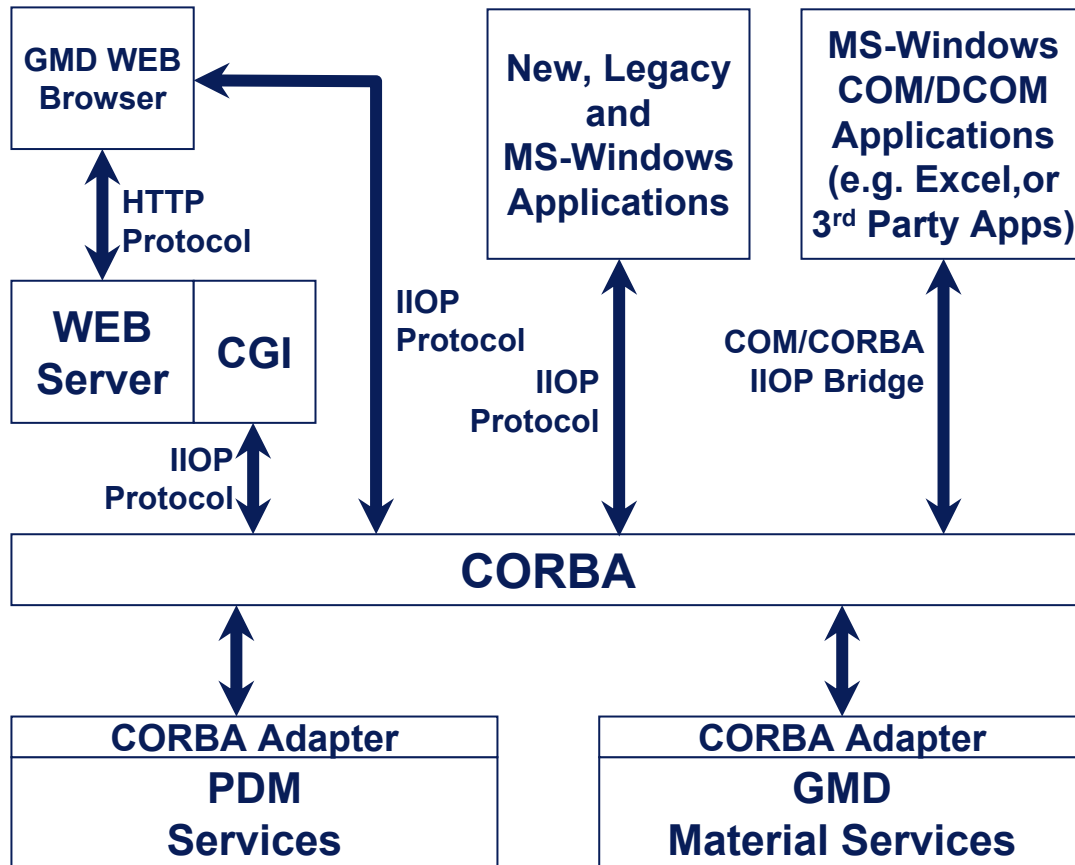 GMD WEB
Browser
New, Legacy
and
MS-Windows
Applications
MS-Windows
COM/DCOM
Applications
(e.g. Excel,or
3rd Party Apps)
HTTP
Protocol
WEB
Server
CGI
IIOP
Protocol
IIOP
Protocol
COM/CORBA
IIOP Bridge
IIOP
Protocol
CORBA
CORBA Adapter
PDM
Services
CORBA Adapter
GMD
Material Services